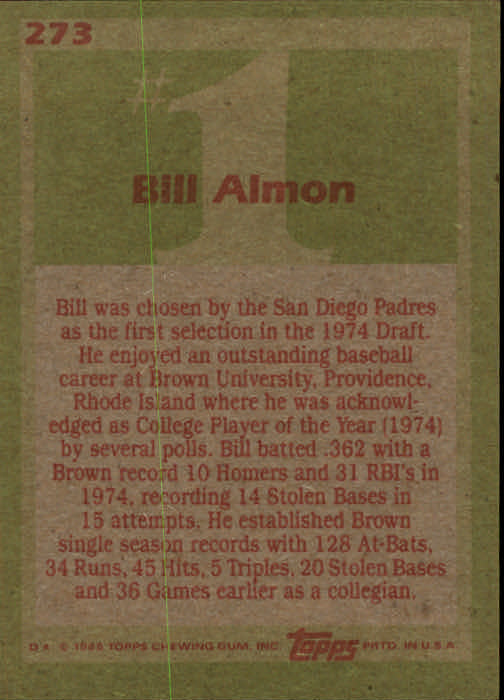 273
#1
Bill Almon
Bill was chosen by the San Diego Padres
as the first selection in the 1974 Draft.
He enjoyed an outstanding baseball
career at Brown University, Providence,
Rhode Island where he was acknowl-
edged as College Player of the Year (1974)
by several polls. Bill batted .362 with a
Brown record 10 Homers and 31 RBI's in
1974, recording 14 Stolen Bases in
15 attempts. He established Brown
single season records with 128 At-Bats,
34 Runs, 45 Hits, 5 Triples, 20 Stolen Bases
and 36 Games earlier as a collegian.
© 1985 TOPPS CHEWING GUM, INC. Topps PRTD. IN U.S.A.